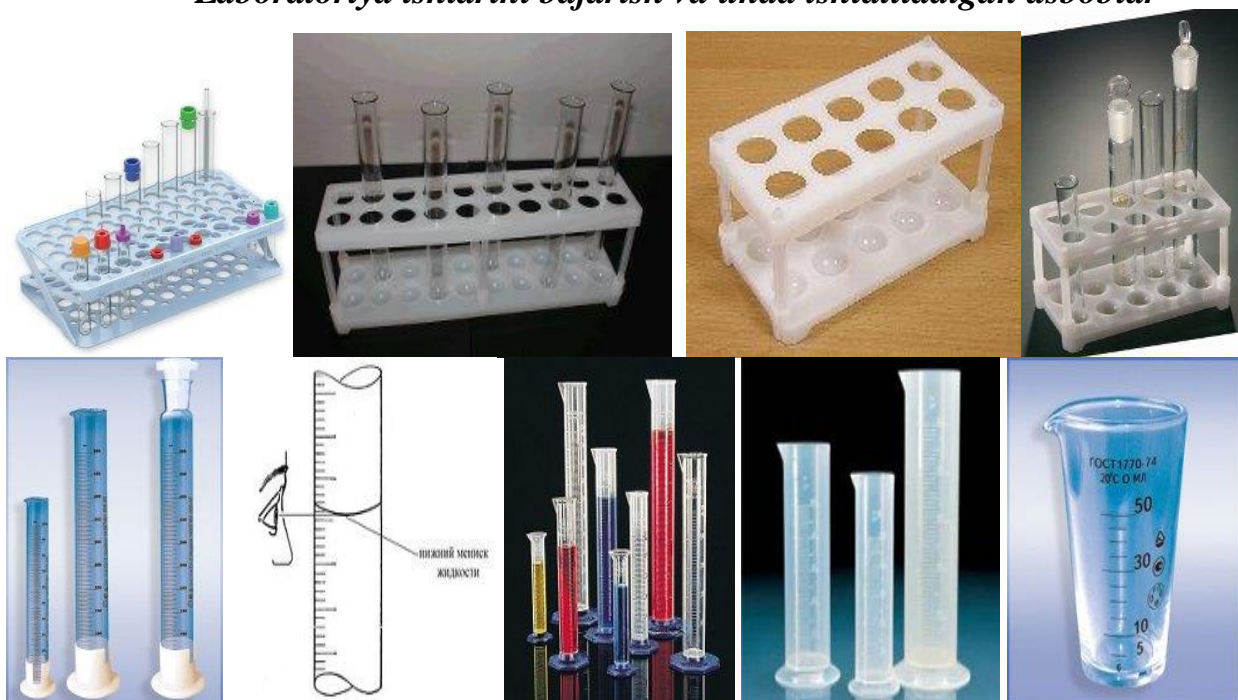 Laboratoriya ishlarini bajarish va unda ishlatiladigan asboblar
нижний мениск
жидкости
ГОСТ1770-74
20°С О МЛ
50
30
10
5